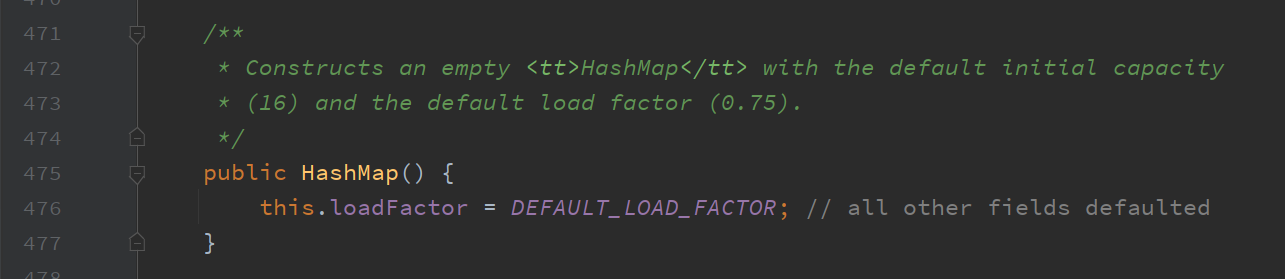 471 /**
472 * Constructs an empty <tt>HashMap</tt> with the default initial capacity
473 * (16) and the default load factor (0.75).
474 */
475 public HashMap() {
476 this.loadFactor = DEFAULT_LOAD_FACTOR; // all other fields defaulted
477 }